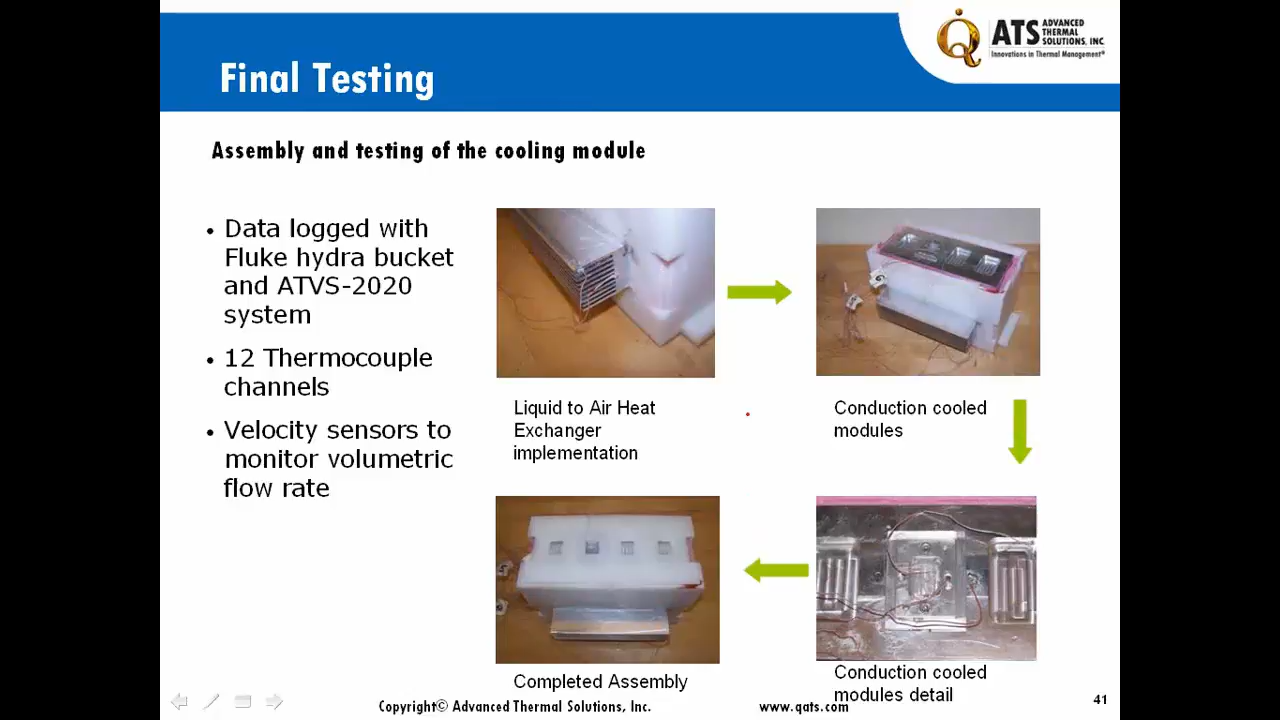 ATS ADVANCED
THERMAL
SOLUTIONS, INC.
Innovations in Thermal Management®
Final Testing
Assembly and testing of the cooling module
• Data logged with
Fluke hydra bucket
and ATVS-2020
system
• 12 Thermocouple
channels
• Velocity sensors to
monitor volumetric
flow rate
Liquid to Air Heat
Exchanger
implementation
Conduction cooled
modules
Completed Assembly
Conduction cooled
modules detail
Copyright© Advanced Thermal Solutions, Inc.
www.qats.com
41